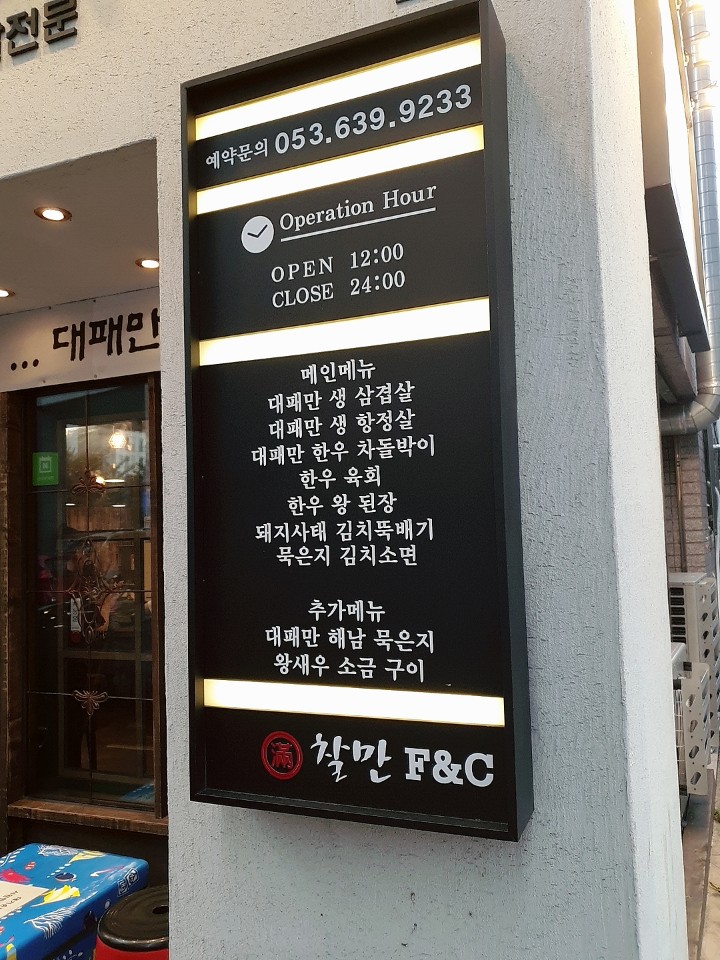 전문
예약문의 053.639.9233
Operation Hour
OPEN 12:00
CLOSE 24:00
... 대패만
메인메뉴
대패만 생 삼겹살
대패만 생 항정살
대패만 한우 차돌박이
한우 육회
한우 왕 된장
돼지사태 김치뚝배기
묵은지 김치소면
추가메뉴
대패만 해남 묵은지
왕새우 소금 구이
滿 찰만 F&C